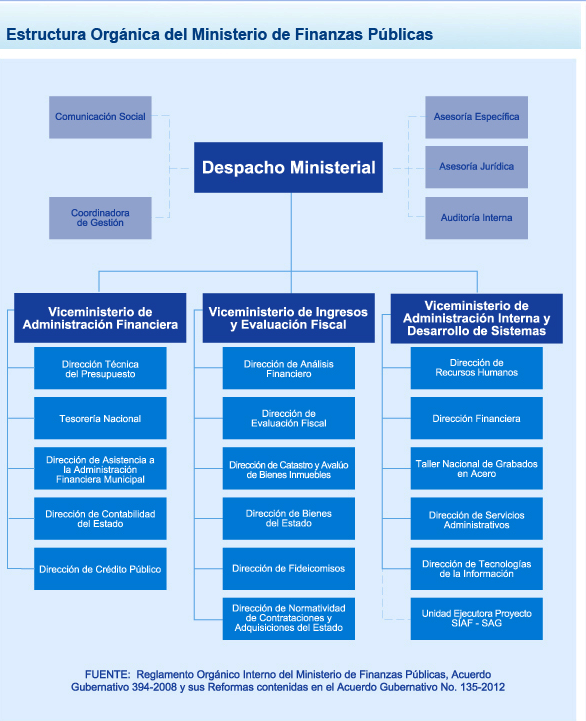 Estructura Orgánica del Ministerio de Finanzas Públicas
Comunicación Social
Coordinadora
de Gestión
Despacho Ministerial
Asesoría Específica
Asesoría Jurídica
Auditoría Interna
Viceministerio de
Administración Financiera
Dirección Técnica
del Presupuesto
Tesorería Nacional
Dirección de Asistencia a
la Administración
Financiera Municipal
Dirección de Contabilidad
del Estado
Dirección de Crédito Público
Viceministerio de Ingresos
y Evaluación Fiscal
Dirección de Análisis
Financiero
Dirección de
Evaluación Fiscal
Dirección de Catastro y Avalúo
de Bienes Inmuebles
Dirección de Bienes
del Estado
Dirección de Fideicomisos
Dirección de Normatividad
de Contrataciones y
Adquisiciones del Estado
Viceministerio de
Administración Interna y
Desarrollo de Sistemas
Dirección de
Recursos Humanos
Dirección Financiera
Taller Nacional de Grabados
en Acero
Dirección de Servicios
Administrativos
Dirección de Tecnologías
de la Información
Unidad Ejecutora Proyecto
SIAF - SAG
FUENTE: Reglamento Orgánico Interno del Ministerio de Finanzas Públicas, Acuerdo
Gubernativo 394-2008 y sus Reformas contenidas en el Acuerdo Gubernativo No. 135-2012